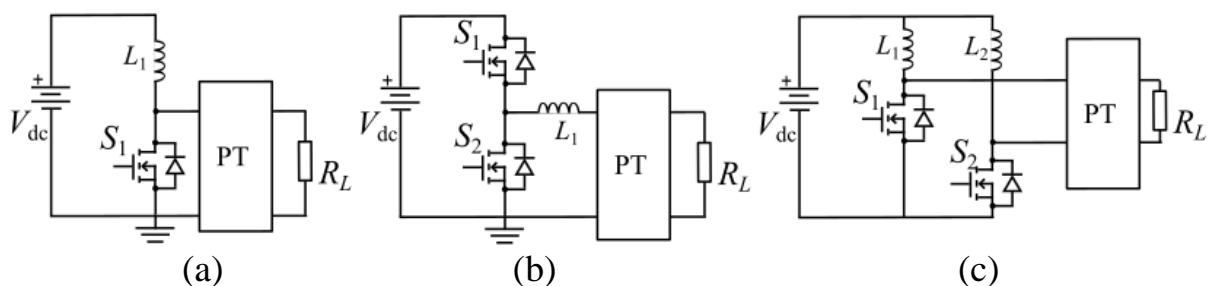 +
V_dc
L_1
S_1
PT
R_L
(a)
+
V_dc
S_1
S_2
L_1
PT
R_L
(b)
+
V_dc
L_1
L_2
S_1
S_2
PT
R_L
(c)